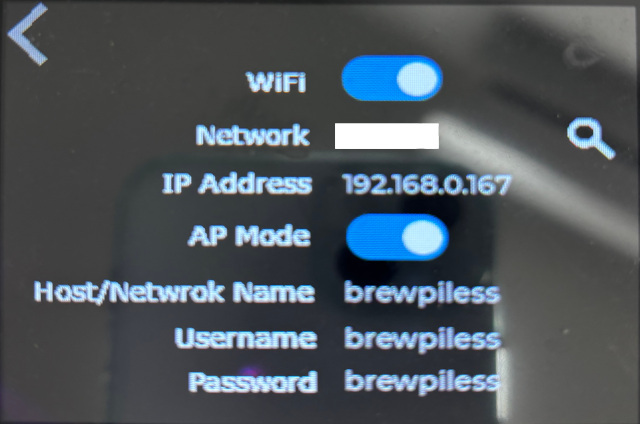 WiFi
Network
IP Address 192.168.0.167
AP Mode
Host/Netwrok Name brewpiless
Username brewpiless
Password brewpiless